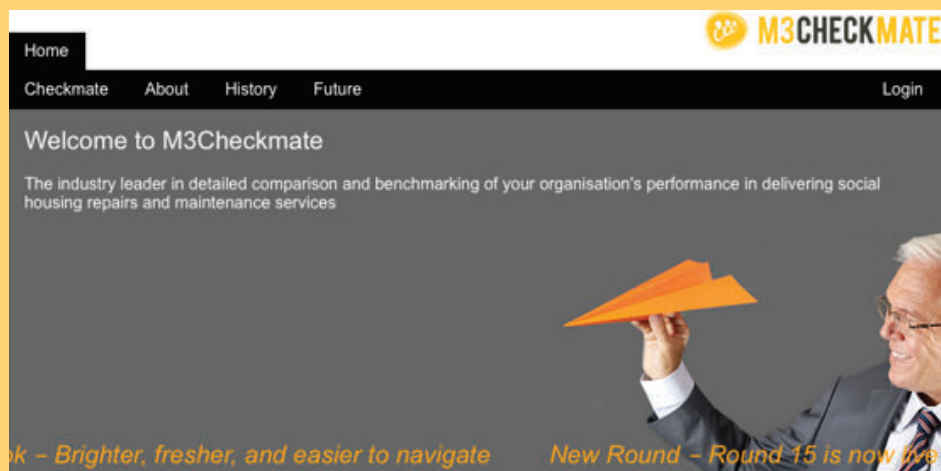 M3CHECKMATE
Home
Checkmate About History Future Login
Welcome to M3Checkmate
The industry leader in detailed comparison and benchmarking of your organisation's performance in delivering social
housing repairs and maintenance services
– Brighter, fresher, and easier to navigate New Round – Round 15 is now live